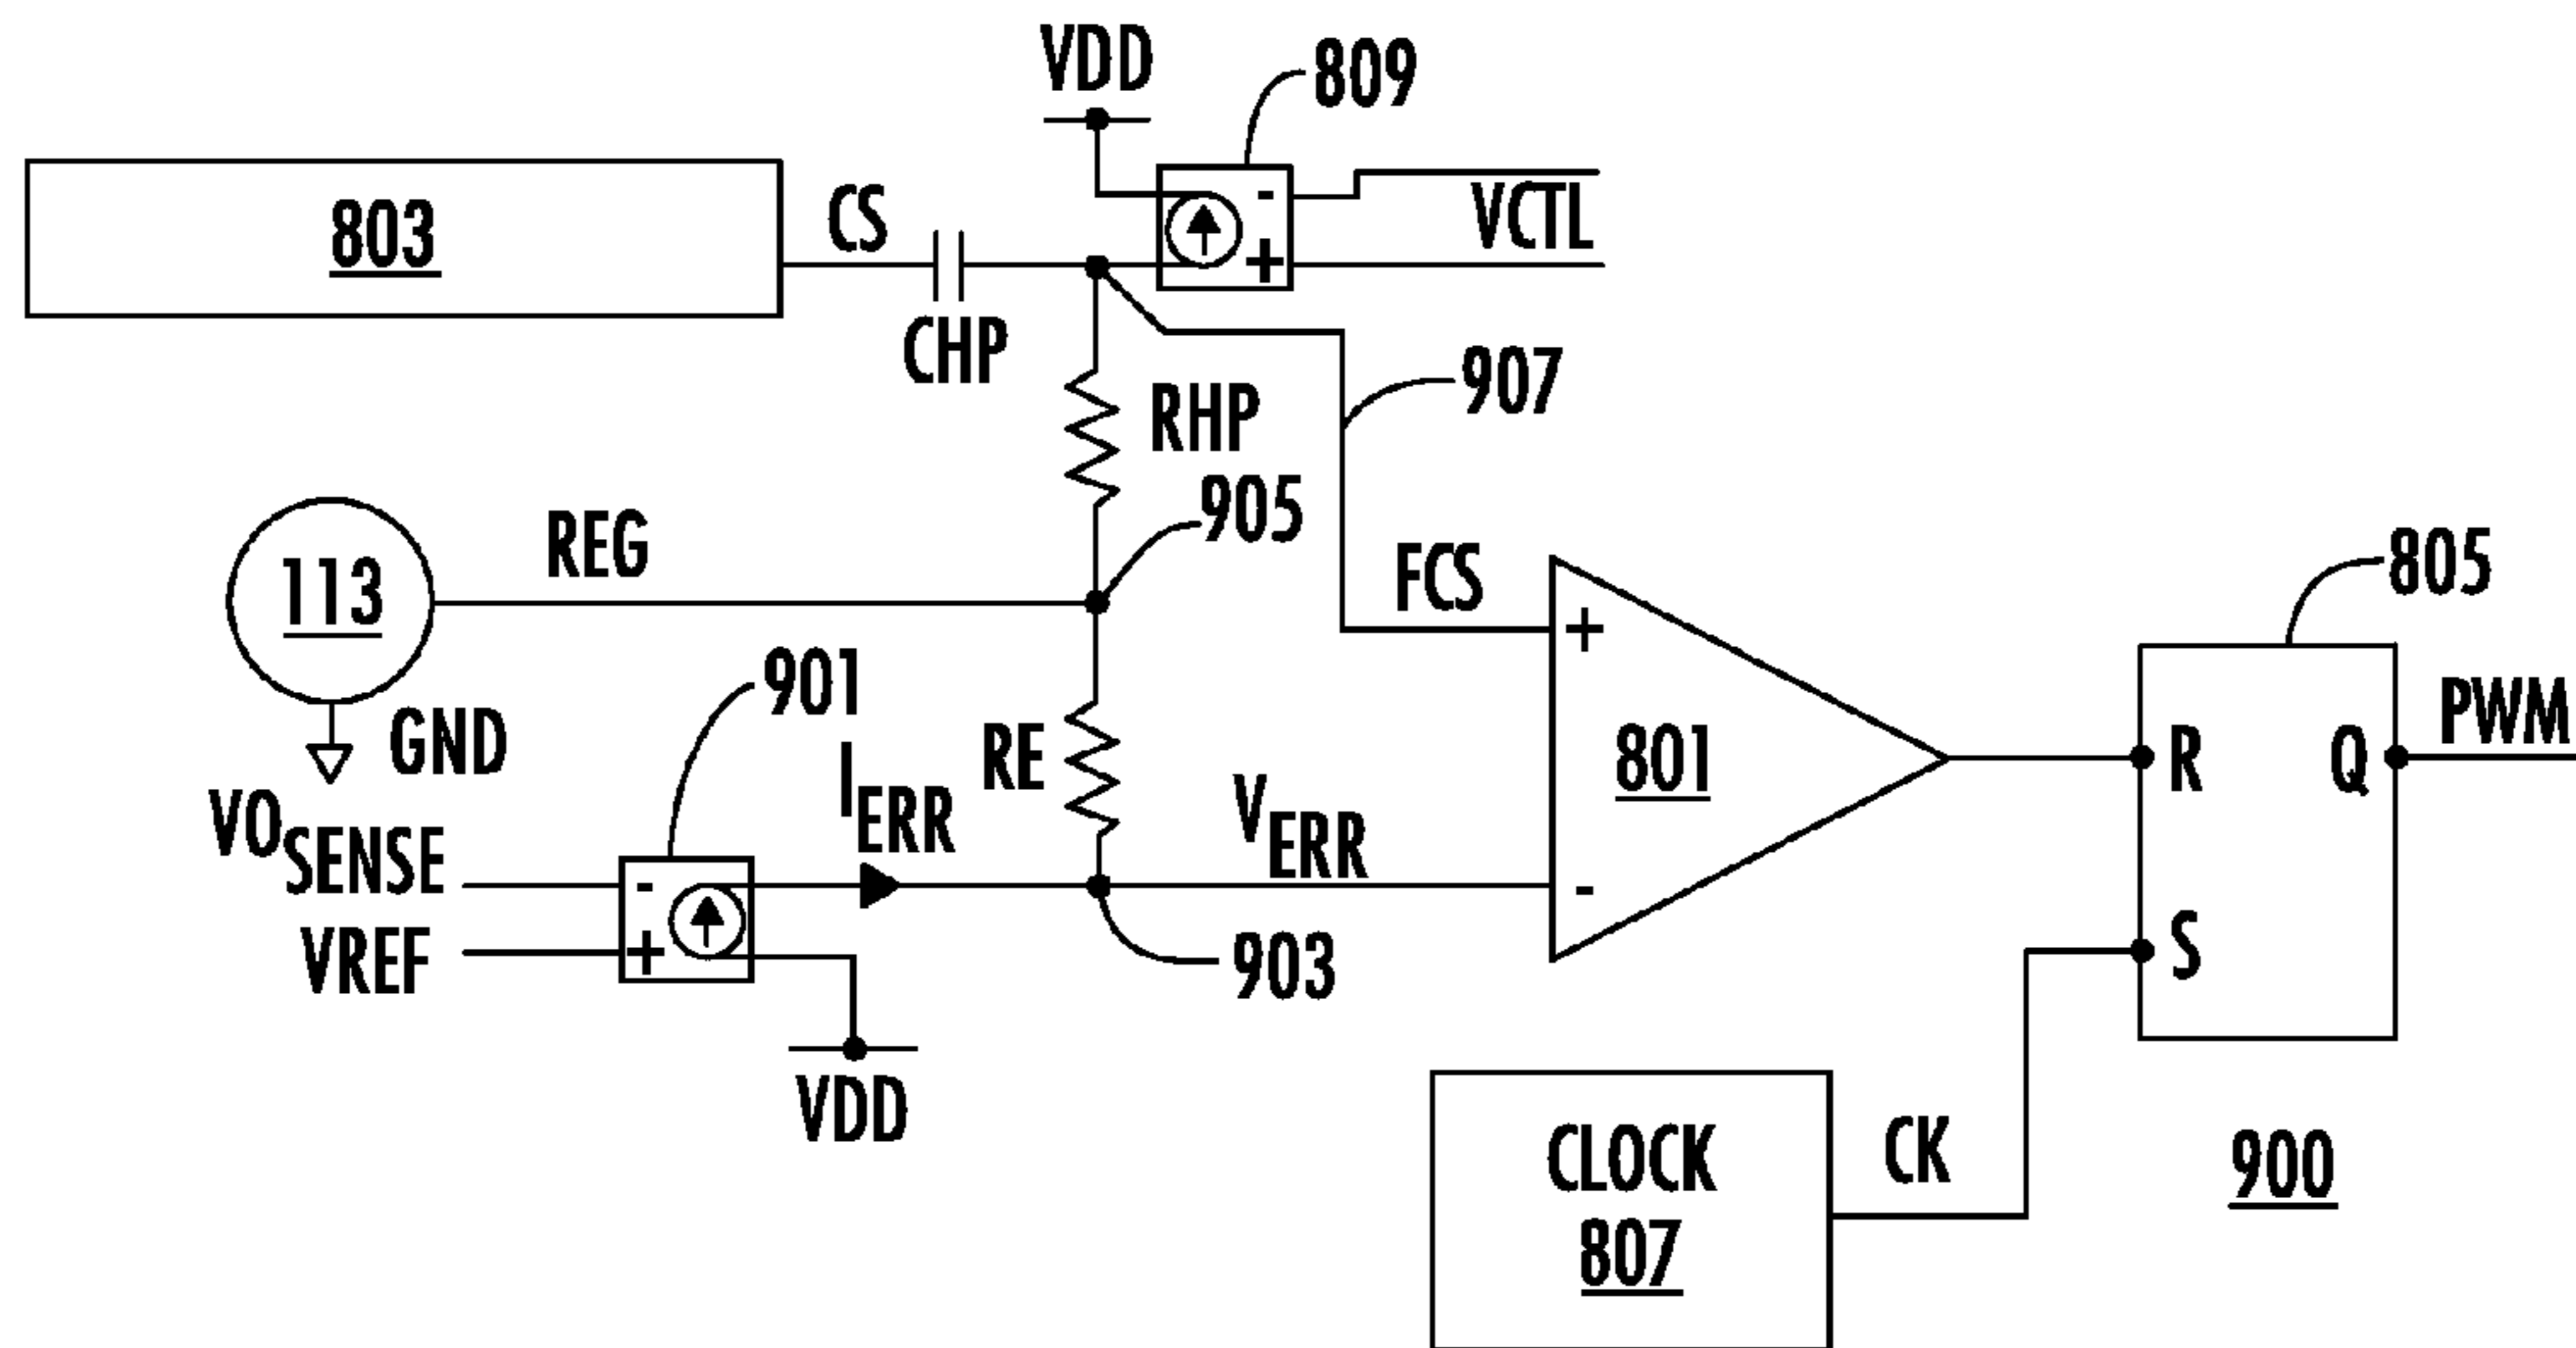 VDD
809
803
CS
-
+
VCTL
CHP
907
RHP
905
113
REG
FCS
805
GND
901
+
801
R
Q
PWM
RE
I ERR
V ERR
VO SENSE
-
VREF
+
-
S
903
VDD
CLOCK
807
CK
900